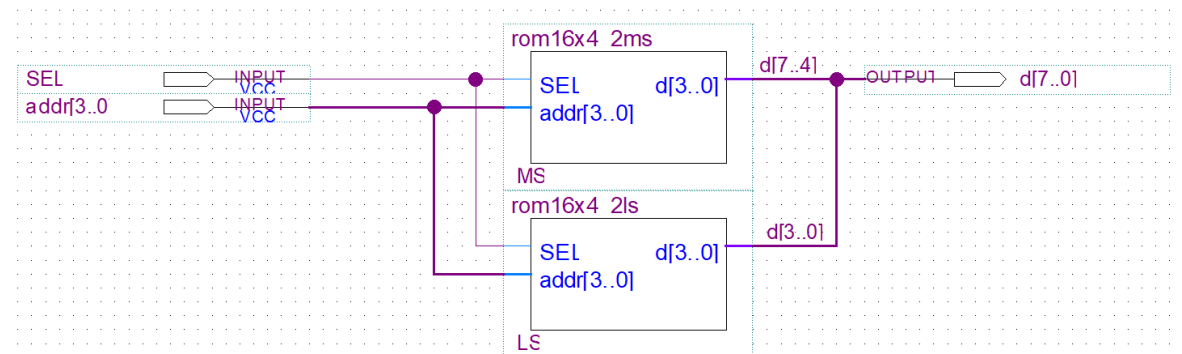 rom16x4_2ms
SEL INPUT VCC
addr[3..0 INPUT VCC
SEL d[3..0]
addr[3..0]
MS
d[7..4] OUTPUT d[7..0]
rom16x4_2ls
SEL d[3..0]
addr[3..0]
LS
d[3..0]